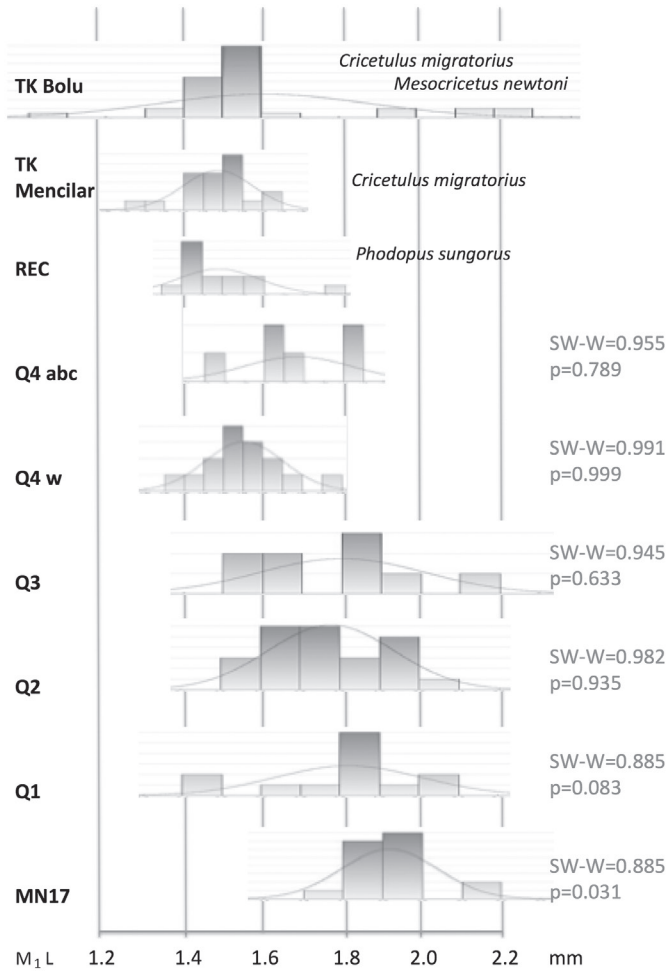 Cricetulus migratorius
TK Bolu
Mesocricetus newtoni
TK
Mencilar
Cricetulus migratorius
REC
Phodopus sungorus
Q4 abc
SW-W=0.955
p=0.789
Q4 w
SW-W=0.991
p=0.999
Q3
SW-W=0.945
p=0.633
Q2
SW-W=0.982
p=0.935
Q1
SW-W=0.885
p=0.083
MN17
SW-W=0.885
p=0.031
M₁ L 1.2 1.4 1.6 1.8 2.0 2.2 mm